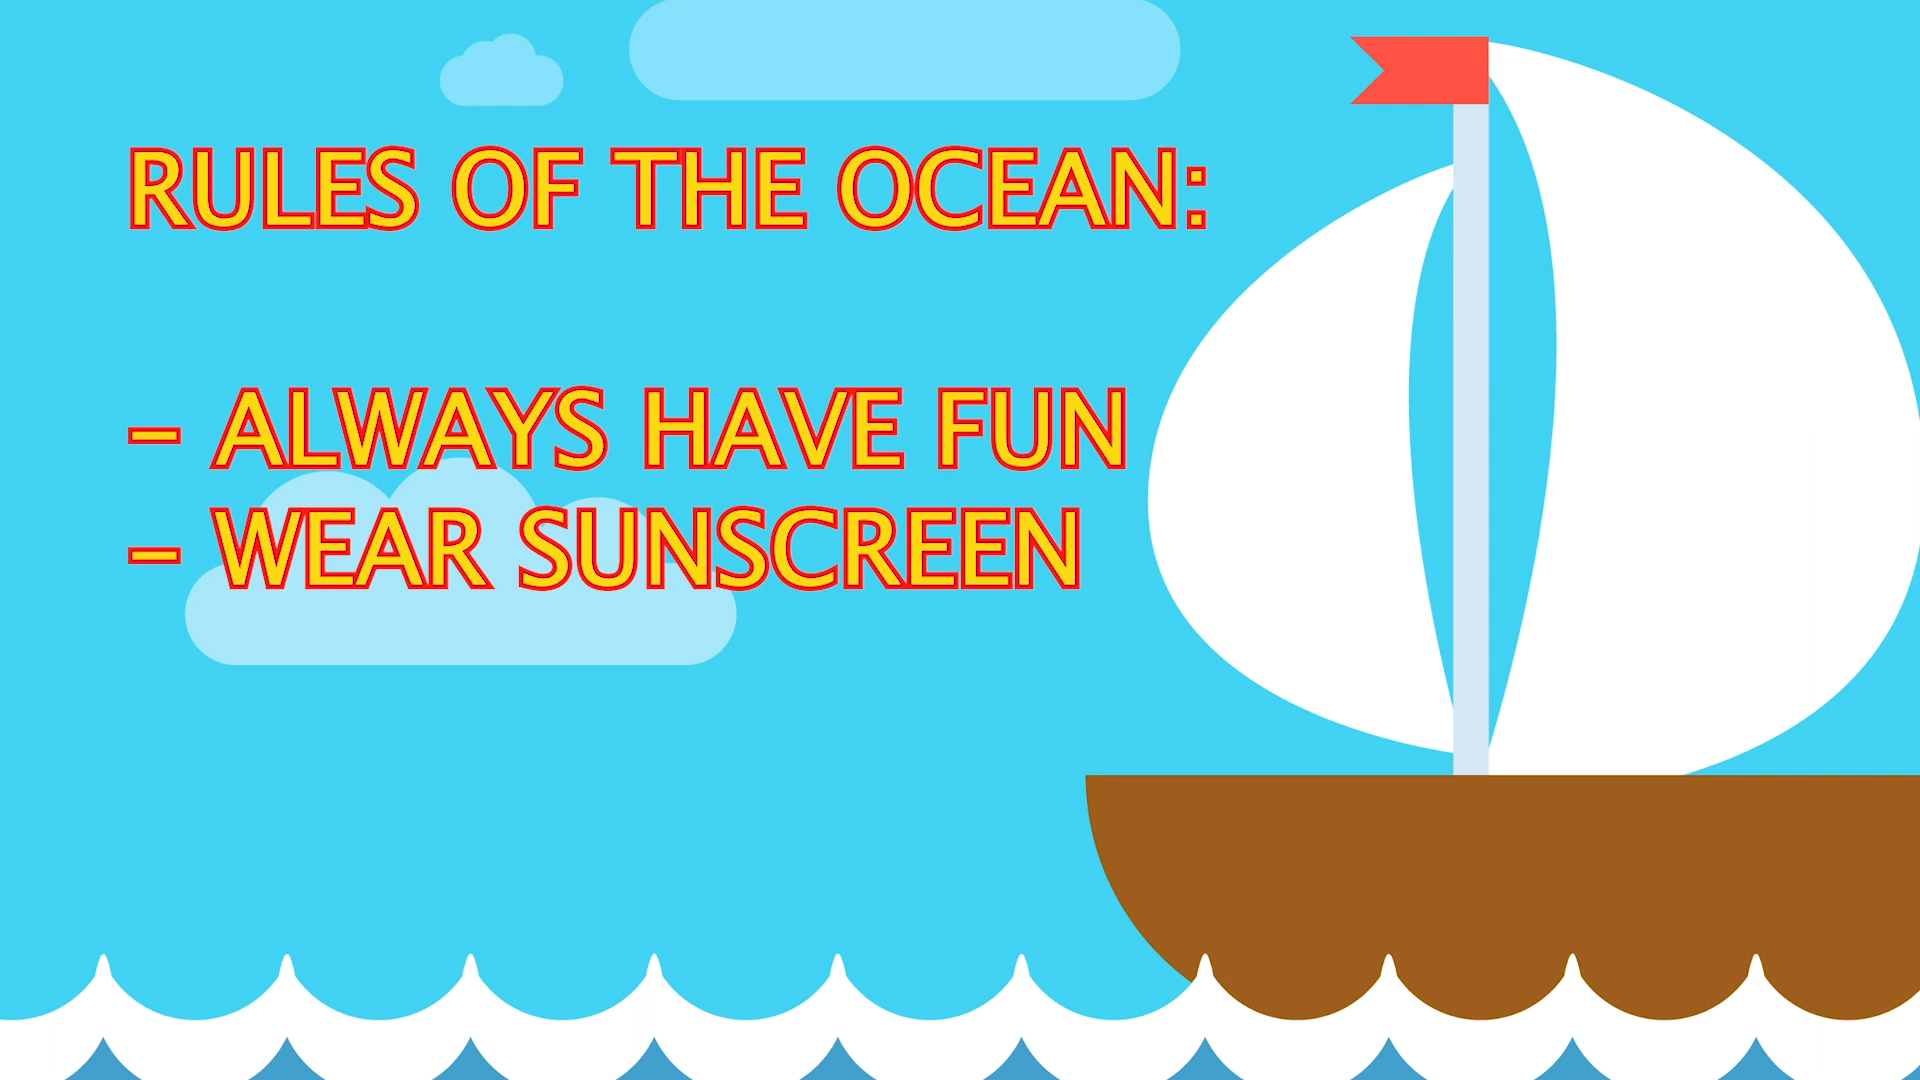 RULES OF THE OCEAN:
- ALWAYS HAVE FUN
- WEAR SUNSCREEN